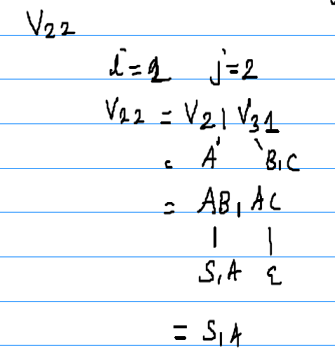 V22
i=2 j=2
V22 = V21 V31
= A B,C
= AB, AC
| |
S,A ε
= S,A